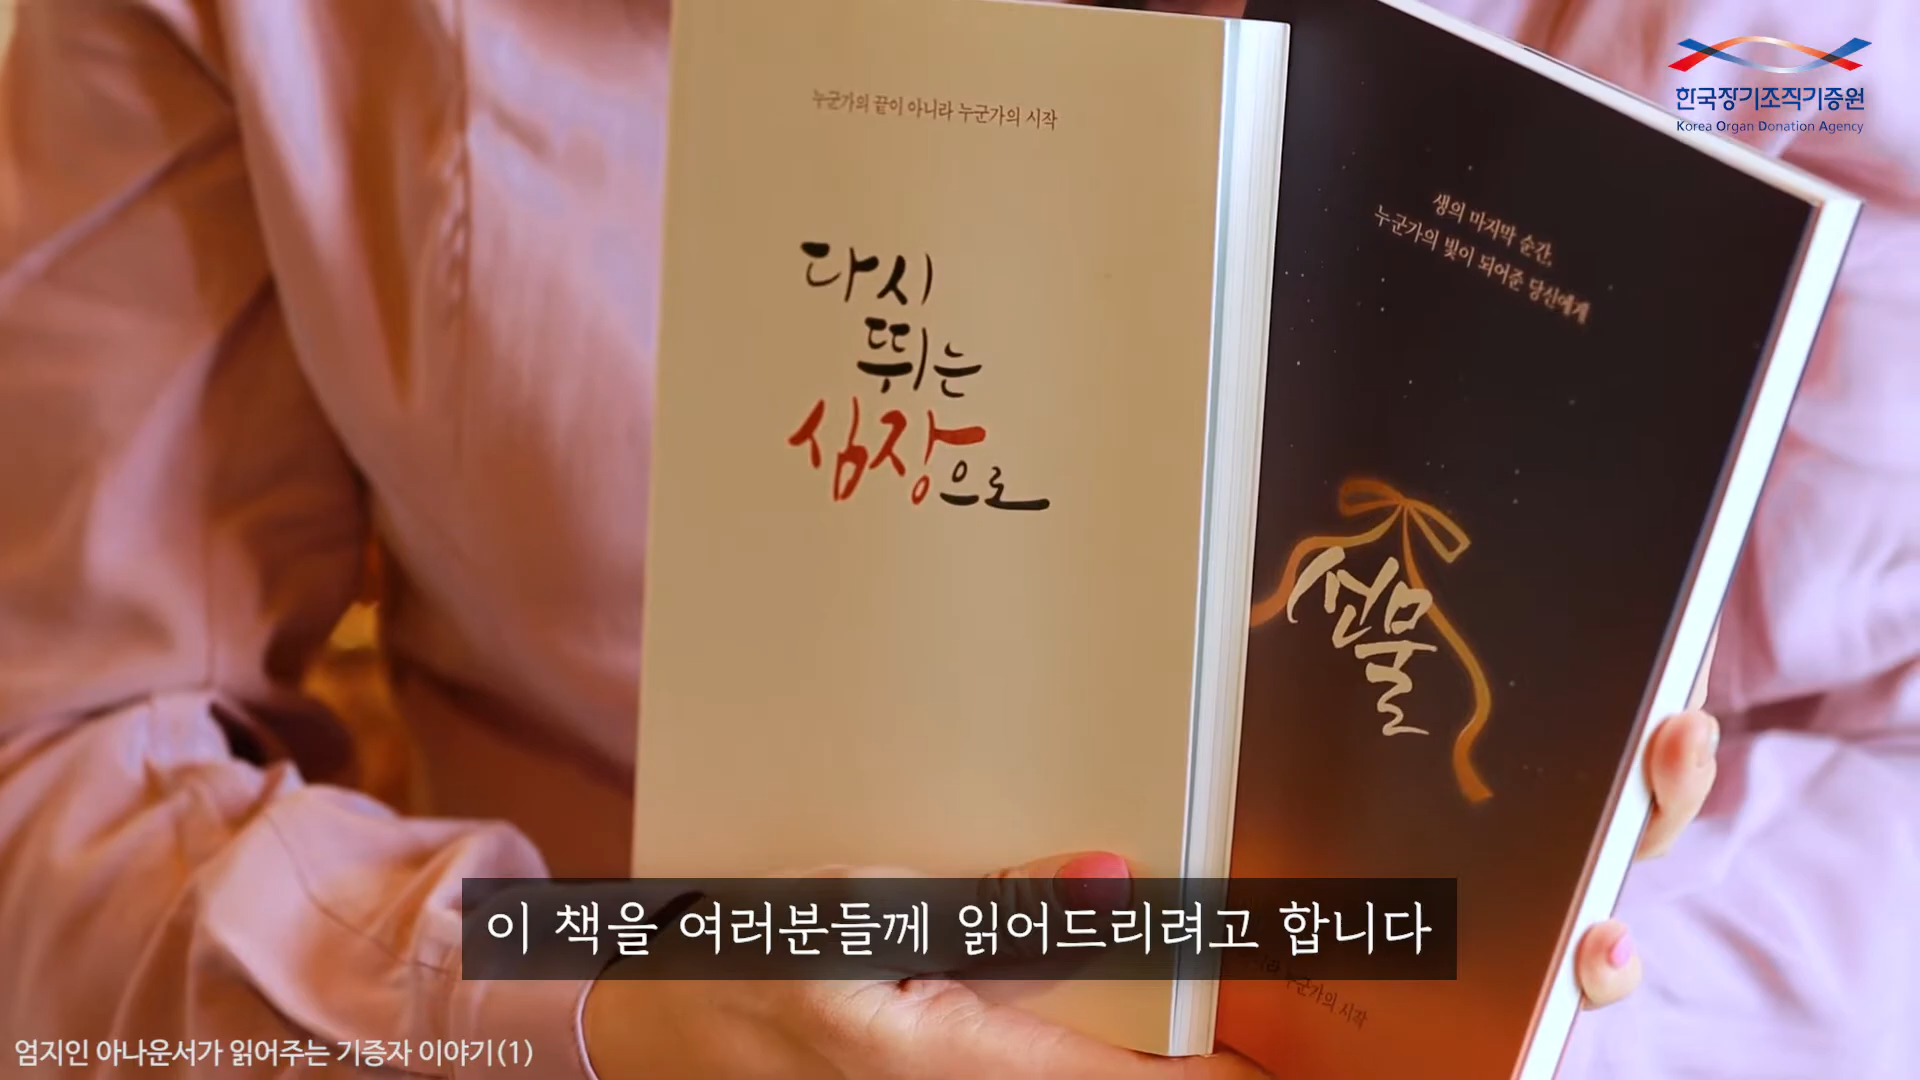 한국장기조직기증원
Korea Organ Donation Agency
누군가의 끝이 아니라 누군가의 시작
다시
뛰는
심장으로
생의 마지막 순간,
누군가의 빛이 되어준 당신에게
선물
누군가의 시작
이 책을 여러분들께 읽어드리려고 합니다
엄지인 아나운서가 읽어주는 기증자 이야기(1)